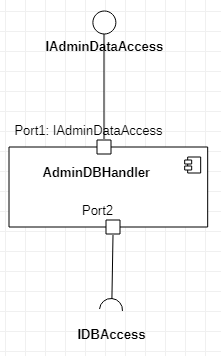 IAdminDataAccess
Port1: IAdminDataAccess
AdminDBHandler
Port2
IDBAccess